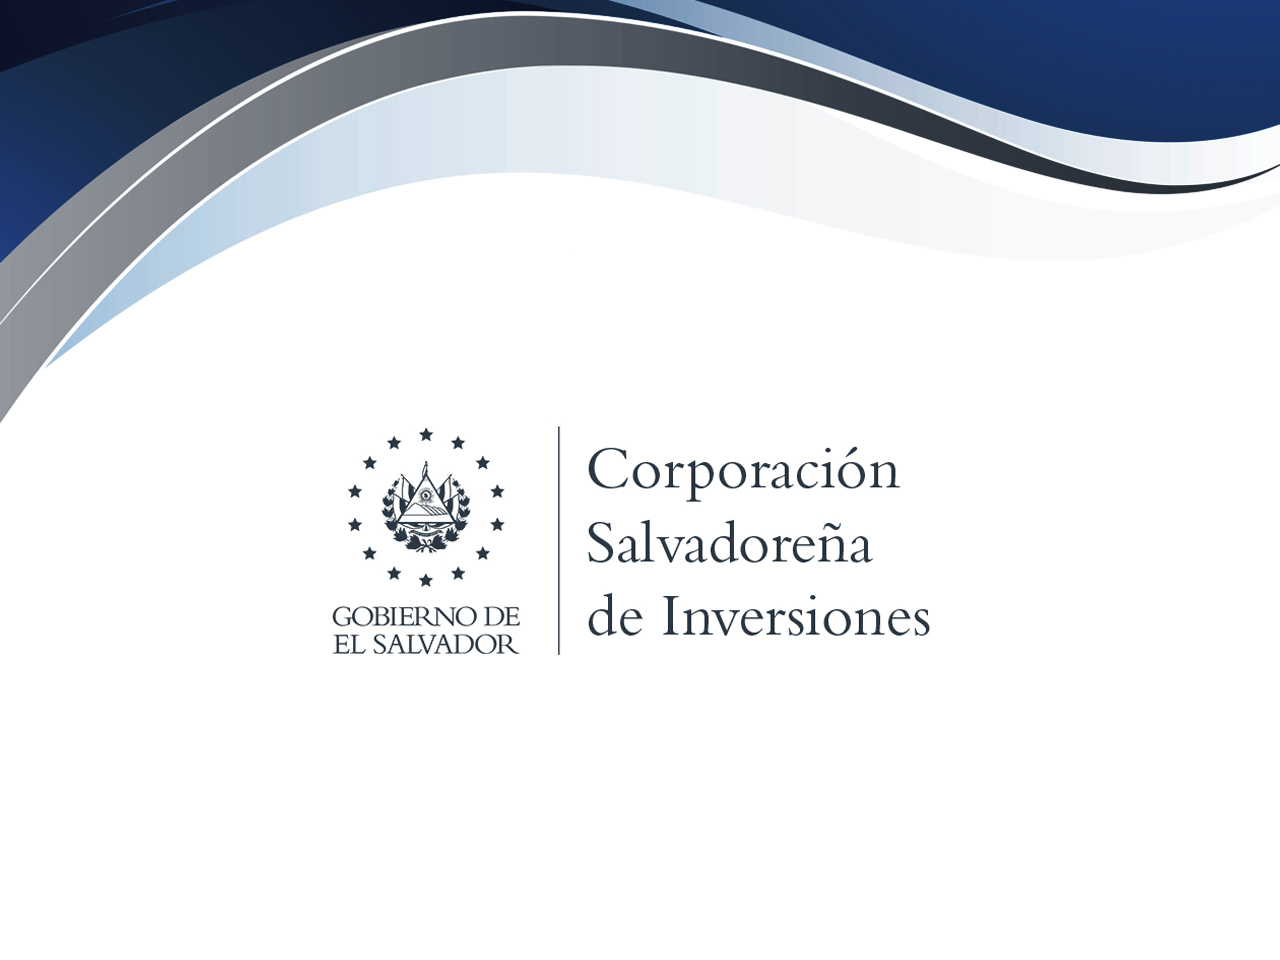 GOBIERNO DE
EL SALVADOR
Corporación
Salvadoreña
de Inversiones